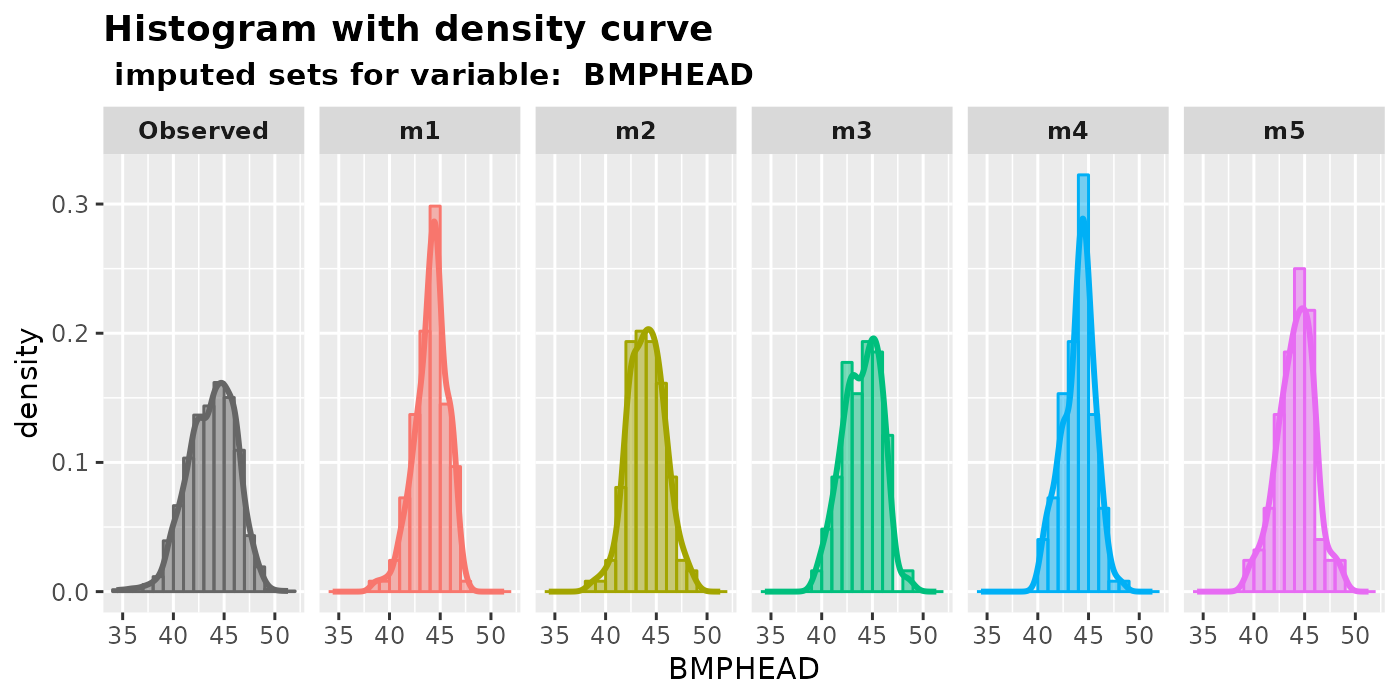 Histogram with density curve
imputed sets for variable:  BMPHEAD
Observed m1 m2 m3 m4 m5
0.3
0.2
0.1
0.0
density
35 40 45 50 35 40 45 50 35 40 45 50 35 40 45 50 35 40 45 50 35 40 45 50
BMPHEAD